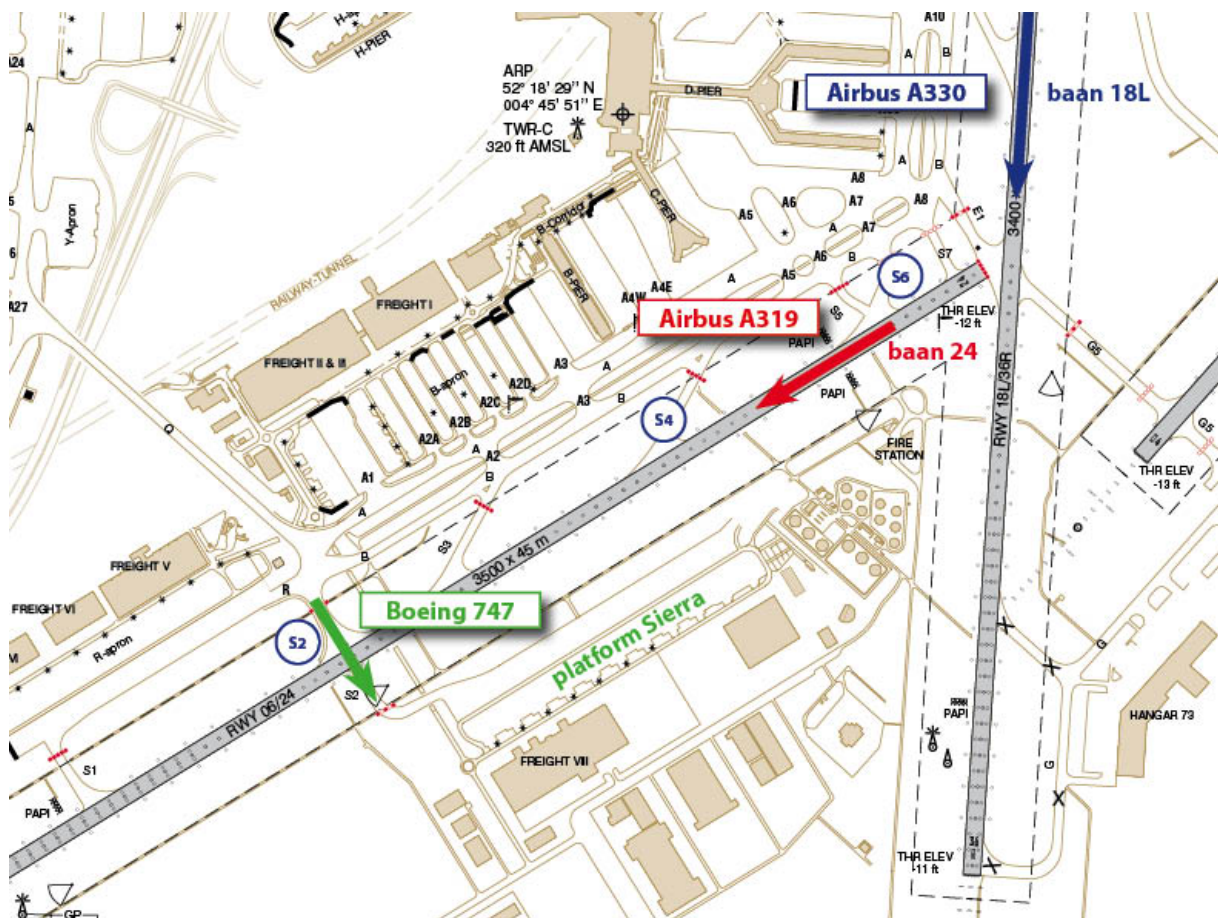 A10
A24
H-PIER
A
B
ARP
52° 18' 29" N
004° 45' 51" E
TWR-C
320 ft AMSL
D-PIER
Airbus A330
baan 18L
A
A
B
Y-Apron
A8
C-PIER
A5
A6
A7
A8
E1
3400
B-Corridor
A7
A
RAILWAY-TUNNEL
A6
B
S7
A27
FREIGHT I
B-PIER
A
A5
S6
A4W
A4E
S5
THR ELEV
-12 ft
Airbus A319
baan 24
PAPI
G5
FREIGHT II & III
B-apron
A3
A
PAPI
RWY 18L/36R
A2D
A2C
A2B
A2A
A3
B
S4
G5
Q
24
FIRE
STATION
THR ELEV
-13 ft
A2
A
B
A1
A
S3
B
3500 x 45 m
FREIGHT V
R
Boeing 747
FREIGHT VI
S2
platform Sierra
G
M
R-apron
S2
RWY 06/24
PAPI
HANGAR 73
S1
FREIGHT VIII
G
PAPI
36
THR ELEV
-11 ft
GP